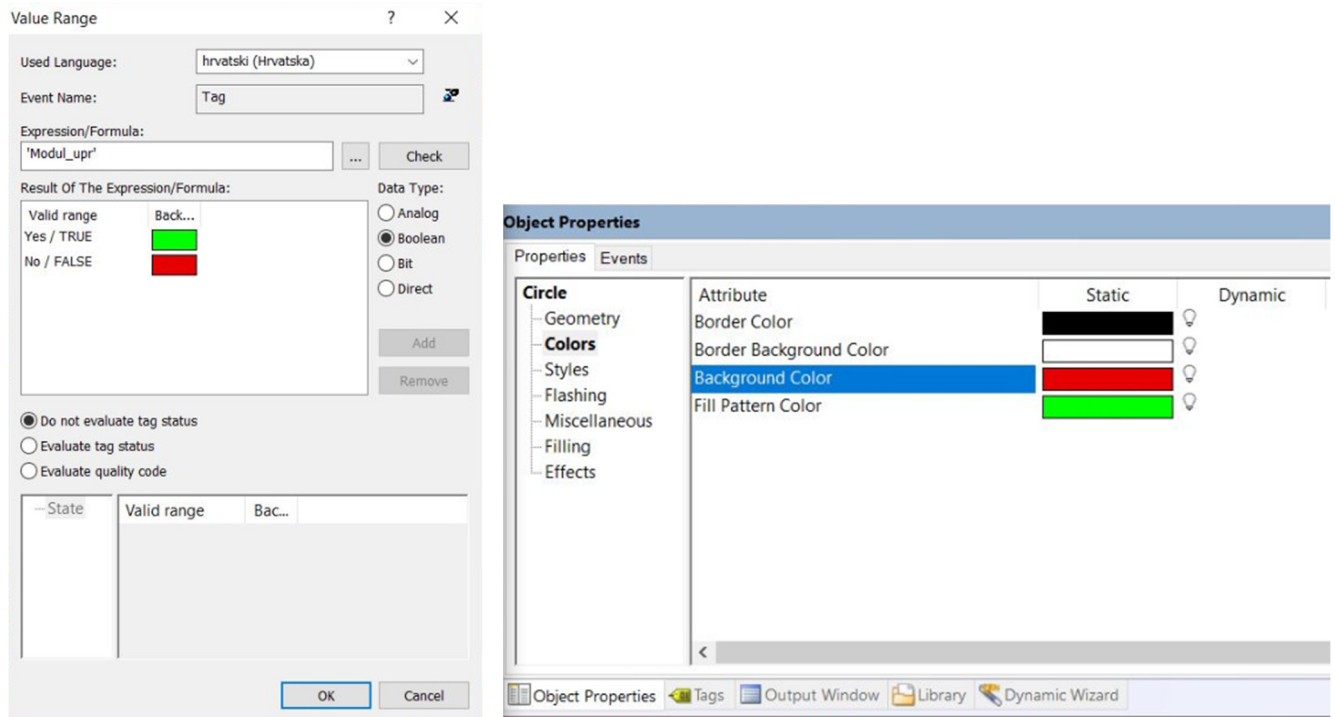 Value Range
?
Used Language:
hrvatski (Hrvatska)
Event Name:
Tag
Expression/Formula:
'Modul_upr'
...
Check
Result Of The Expression/Formula:
Data Type:
Valid range Back...
Yes / TRUE
No / FALSE
Analog
Boolean
Bit
Direct
Add
Remove
Do not evaluate tag status
Evaluate tag status
Evaluate quality code
State
Valid range Bac...
OK
Cancel
Object Properties
Properties Events
Circle
Geometry
Colors
Styles
Flashing
Miscellaneous
Filling
Effects
Attribute Static Dynamic
Border Color
Border Background Color
Background Color
Fill Pattern Color
Object Properties Tags Output Window Library Dynamic Wizard